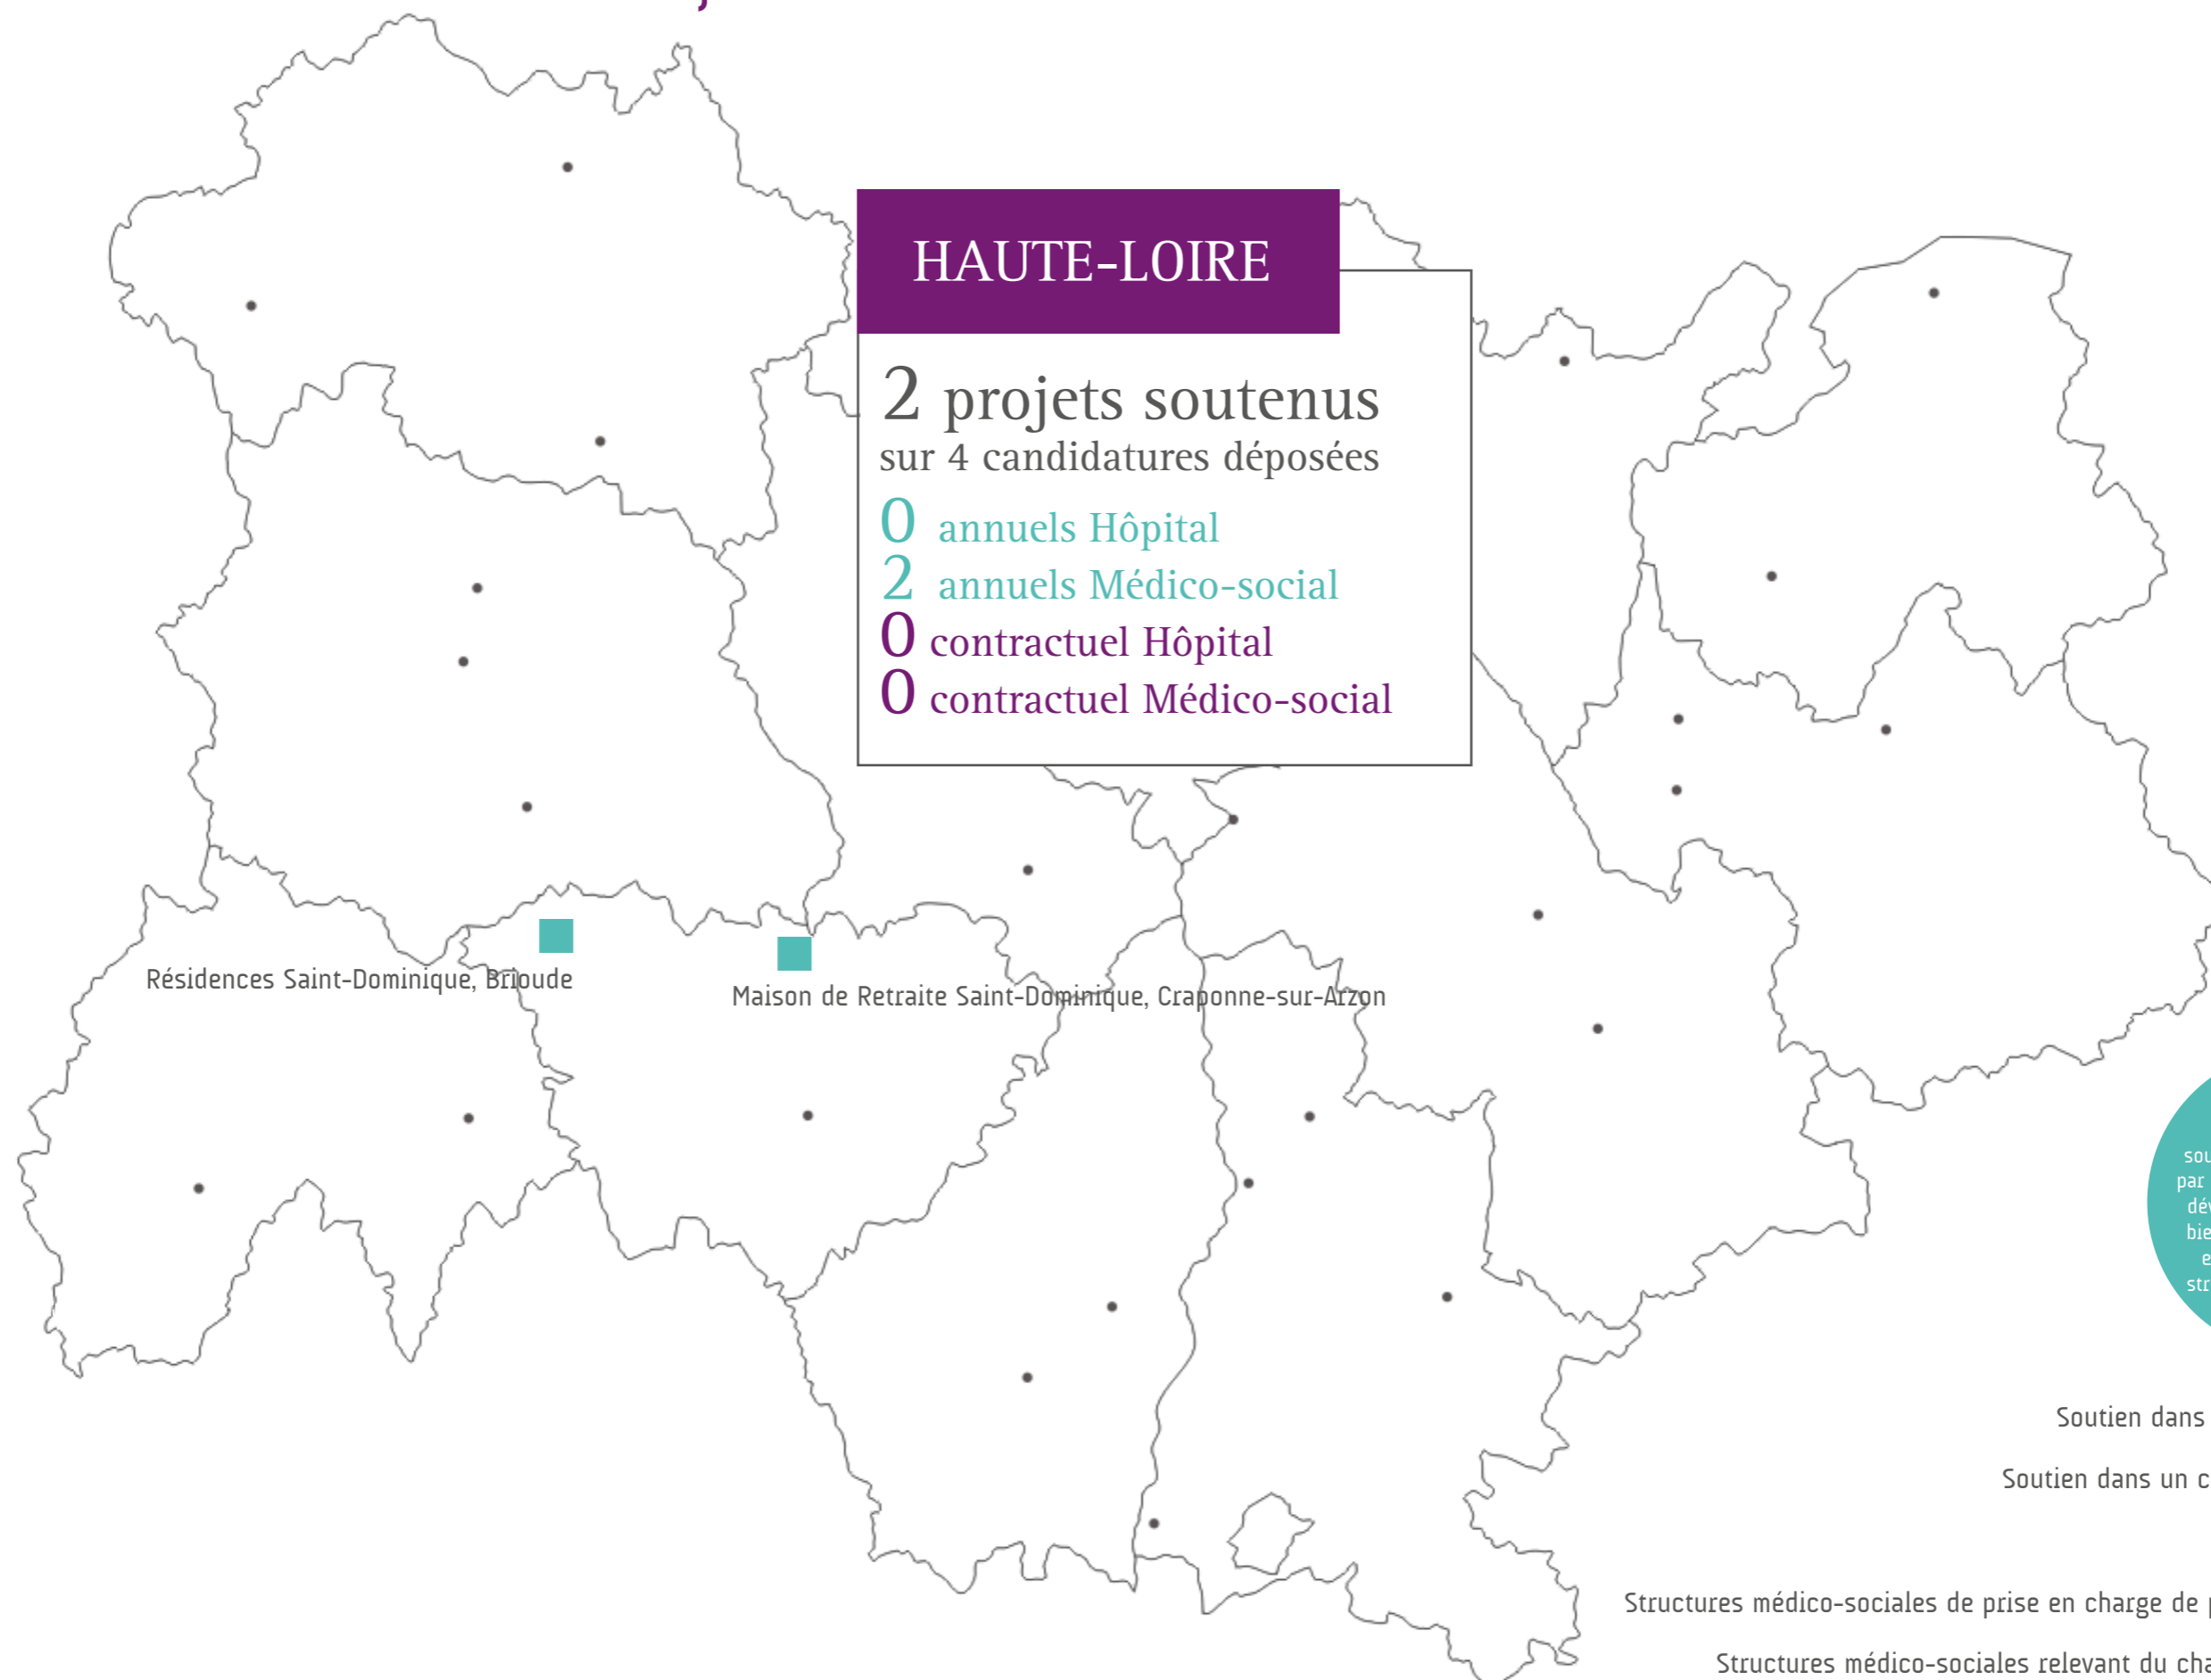 HAUTE-LOIRE
2 projets soutenus
sur 4 candidatures déposées
0 annuels Hôpital
2 annuels Médico-social
0 contractuel Hôpital
0 contractuel Médico-social
Résidences Saint-Dominique, Brioude
Maison de Retraite Saint-Dominique, Craponne-sur-Arzon
par
Soutien dans
Soutien dans un
Structures médico-sociales de prise en charge de
Structures médico-sociales relevant du